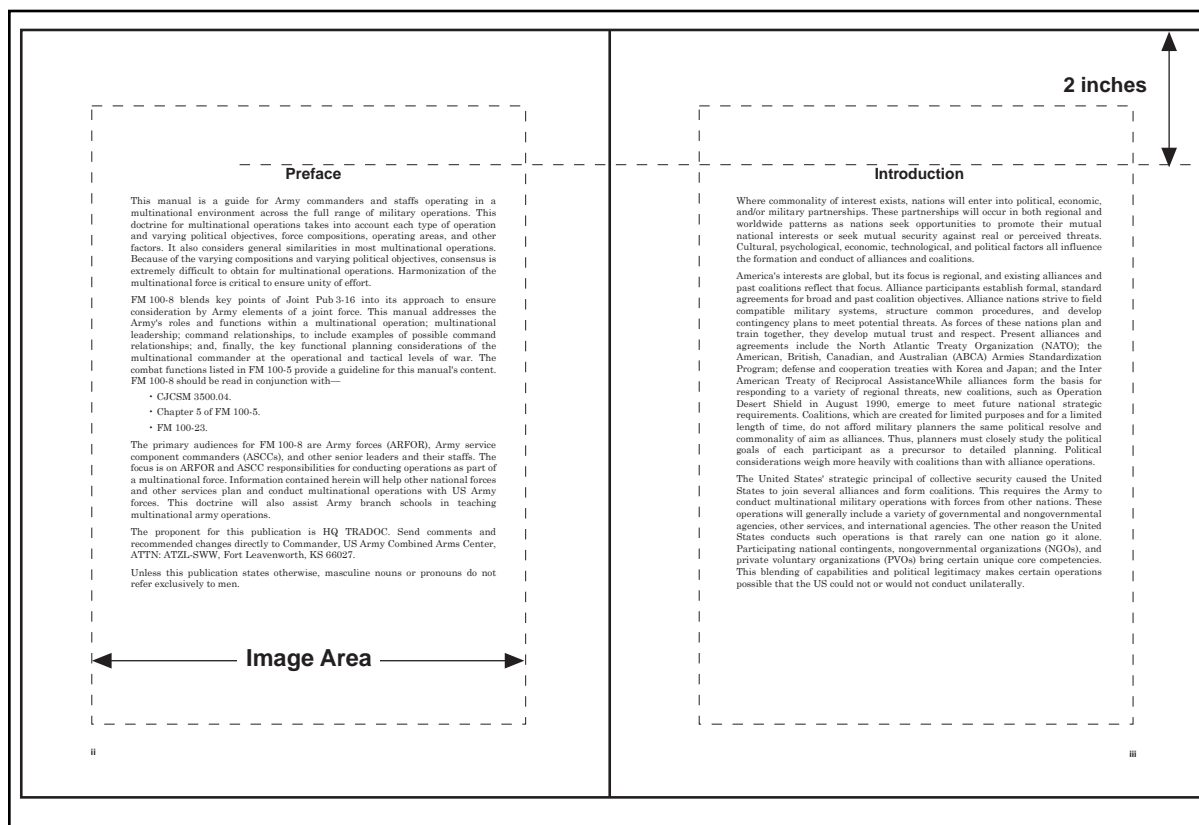 2 inches
Preface
This manual is a guide for Army commanders and staffs operating in a
multinational environment across the full range of military operations. This
doctrine for multinational operations takes into account each type of operation
and varying political objectives, force compositions, operating areas, and other
factors. It also considers general similarities in most multinational operations.
Because of the varying compositions and varying political objectives, consensus is
extremely difficult to obtain for multinational operations. Harmonization of the
multinational force is critical to ensure unity of effort.
FM 100-8 blends key points of Joint Pub 3-16 into its approach to ensure
consideration by Army elements of a joint force. This manual addresses the
Army's roles and functions within a multinational operation; multinational
leadership; command relationships, to include examples of possible command
relationships; and, finally, the key functional planning considerations of the
multinational commander at the operational and tactical levels of war. The
combat functions listed in FM 100-5 provide a guideline for this manual's content.
FM 100-8 should be read in conjunction with—
• CJCSM 3500.04.
• Chapter 5 of FM 100-5.
• FM 100-23.
The primary audiences for FM 100-8 are Army forces (ARFOR), Army service
component commanders (ASCCs), and other senior leaders and their staffs. The
focus is on ARFOR and ASCC responsibilities for conducting operations as part of
a multinational force. Information contained herein will help other national forces
and other services plan and conduct multinational operations with US Army
forces. This doctrine will also assist Army branch schools in teaching
multinational army operations.
The proponent for this publication is HQ TRADOC. Send comments and
recommended changes directly to Commander, US Army Combined Arms Center,
ATTN: ATZL-SWW, Fort Leavenworth, KS 66027.
Unless this publication states otherwise, masculine nouns or pronouns do not
refer exclusively to men.
Image Area
ii
Introduction
Where commonality of interest exists, nations will enter into political, economic,
and/or military partnerships. These partnerships will occur in both regional and
worldwide patterns as nations seek opportunities to promote their mutual
national interests or seek mutual security against real or perceived threats.
Cultural, psychological, economic, technological, and political factors all influence
the formation and conduct of alliances and coalitions.
America's interests are global, but its focus is regional, and existing alliances and
past coalitions reflect that focus. Alliance participants establish formal, standard
agreements for broad and past coalition objectives. Alliance nations strive to field
compatible military systems, structure common procedures, and develop
contingency plans to meet potential threats. As forces of these nations plan and
train together, they develop mutual trust and respect. Present alliances and
agreements include the North Atlantic Treaty Organization (NATO); the
American, British, Canadian, and Australian (ABCA) Armies Standardization
Program; defense and cooperation treaties with Korea and Japan; and the Inter
American Treaty of Reciprocal AssistanceWhile alliances form the basis for
responding to a variety of regional threats, new coalitions, such as Operation
Desert Shield in August 1990, emerge to meet future national strategic
requirements. Coalitions, which are created for limited purposes and for a limited
length of time, do not afford military planners the same political resolve and
commonality of aim as alliances. Thus, planners must closely study the political
goals of each participant as a precursor to detailed planning. Political
considerations weigh more heavily with coalitions than with alliance operations.
The United States' strategic principal of collective security caused the United
States to join several alliances and form coalitions. This requires the Army to
conduct multinational military operations with forces from other nations. These
operations will generally include a variety of governmental and nongovernmental
agencies, other services, and international agencies. The other reason the United
States conducts such operations is that rarely can one nation go it alone.
Participating national contingents, nongovernmental organizations (NGOs), and
private voluntary organizations (PVOs) bring certain unique core competencies.
This blending of capabilities and political legitimacy makes certain operations
possible that the US could not or would not conduct unilaterally.
iii